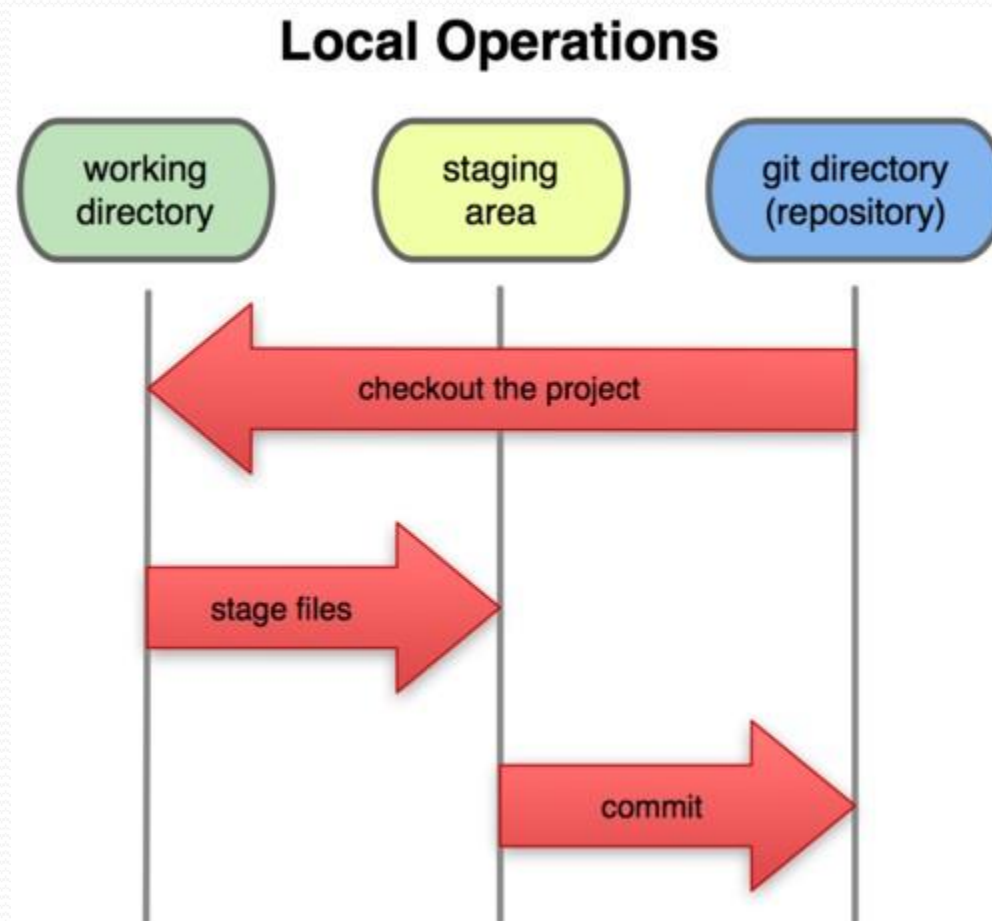 Local Operations
working
directory
staging
area
git directory
(repository)
checkout the project
stage files
commit